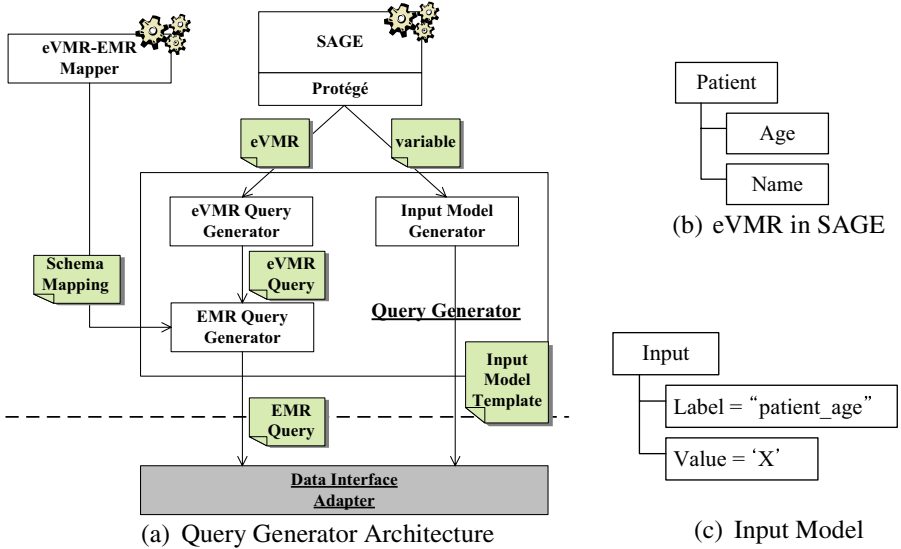 eVMR-EMR
Mapper
SAGE
Protégé
eVMR
variable
eVMR Query
Generator
Input Model
Generator
Schema
Mapping
eVMR
Query
EMR Query
Generator
Query Generator
Input
Model
Template
EMR
Query
Data Interface
Adapter
(a) Query Generator Architecture
Patient
Age
Name
(b) eVMR in SAGE
Input
Label = “patient_age”
Value = ‘X’
(c) Input Model